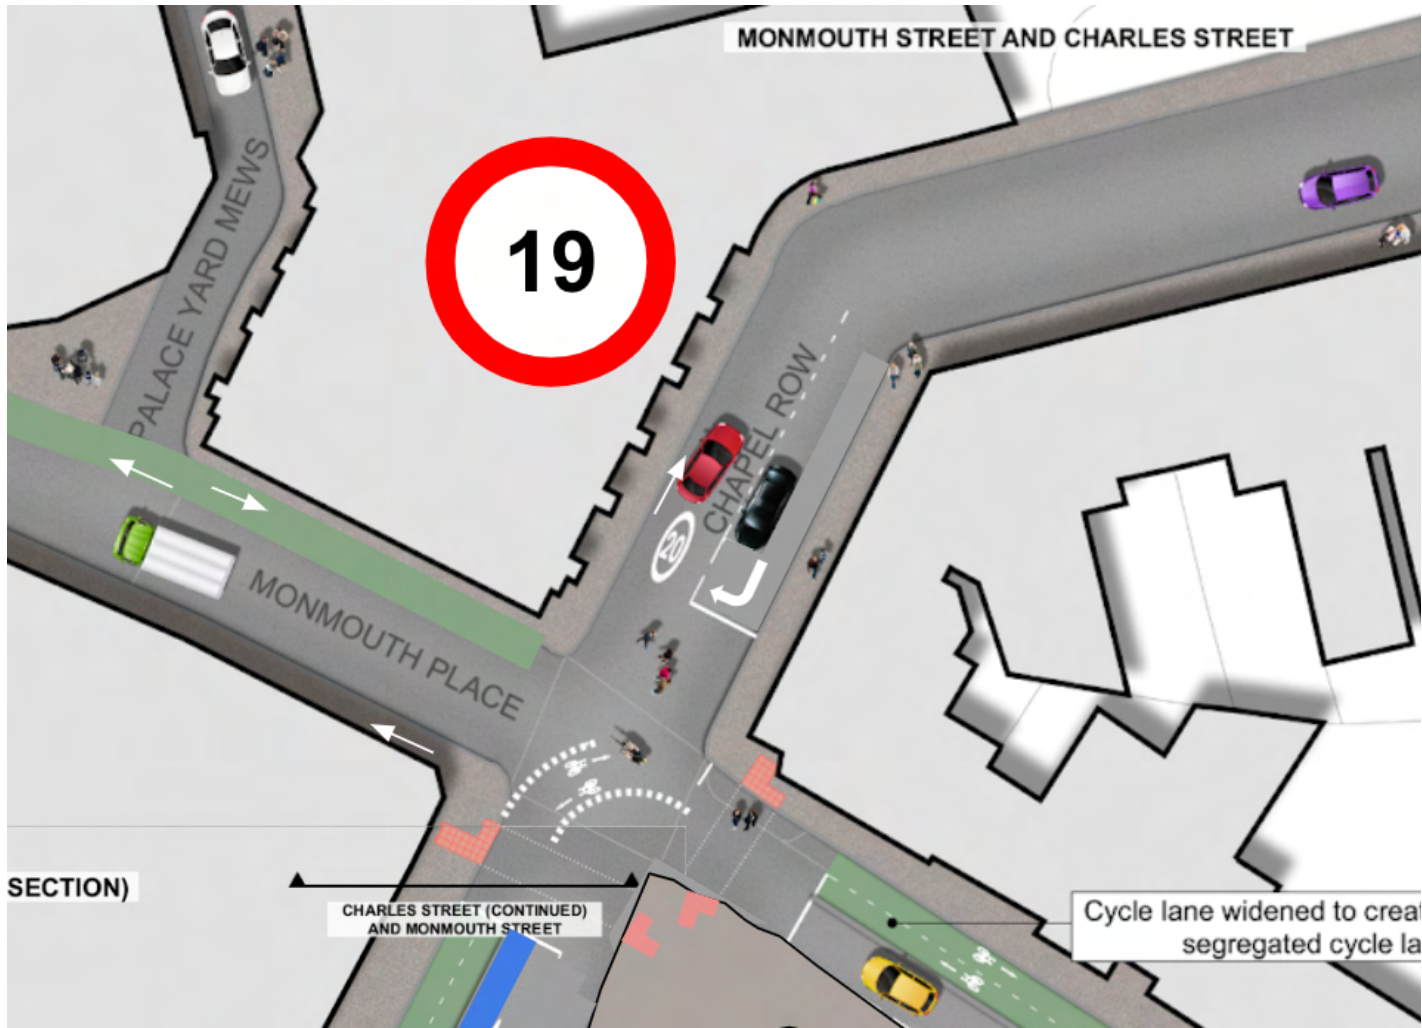 MONMOUTH STREET AND CHARLES STREET
PALACE YARD MEWS
19
CHAPEL ROW
20
MONMOUTH PLACE
SECTION)
CHARLES STREET (CONTINUED)
AND MONMOUTH STREET
Cycle lane widened to creat
segregated cycle la